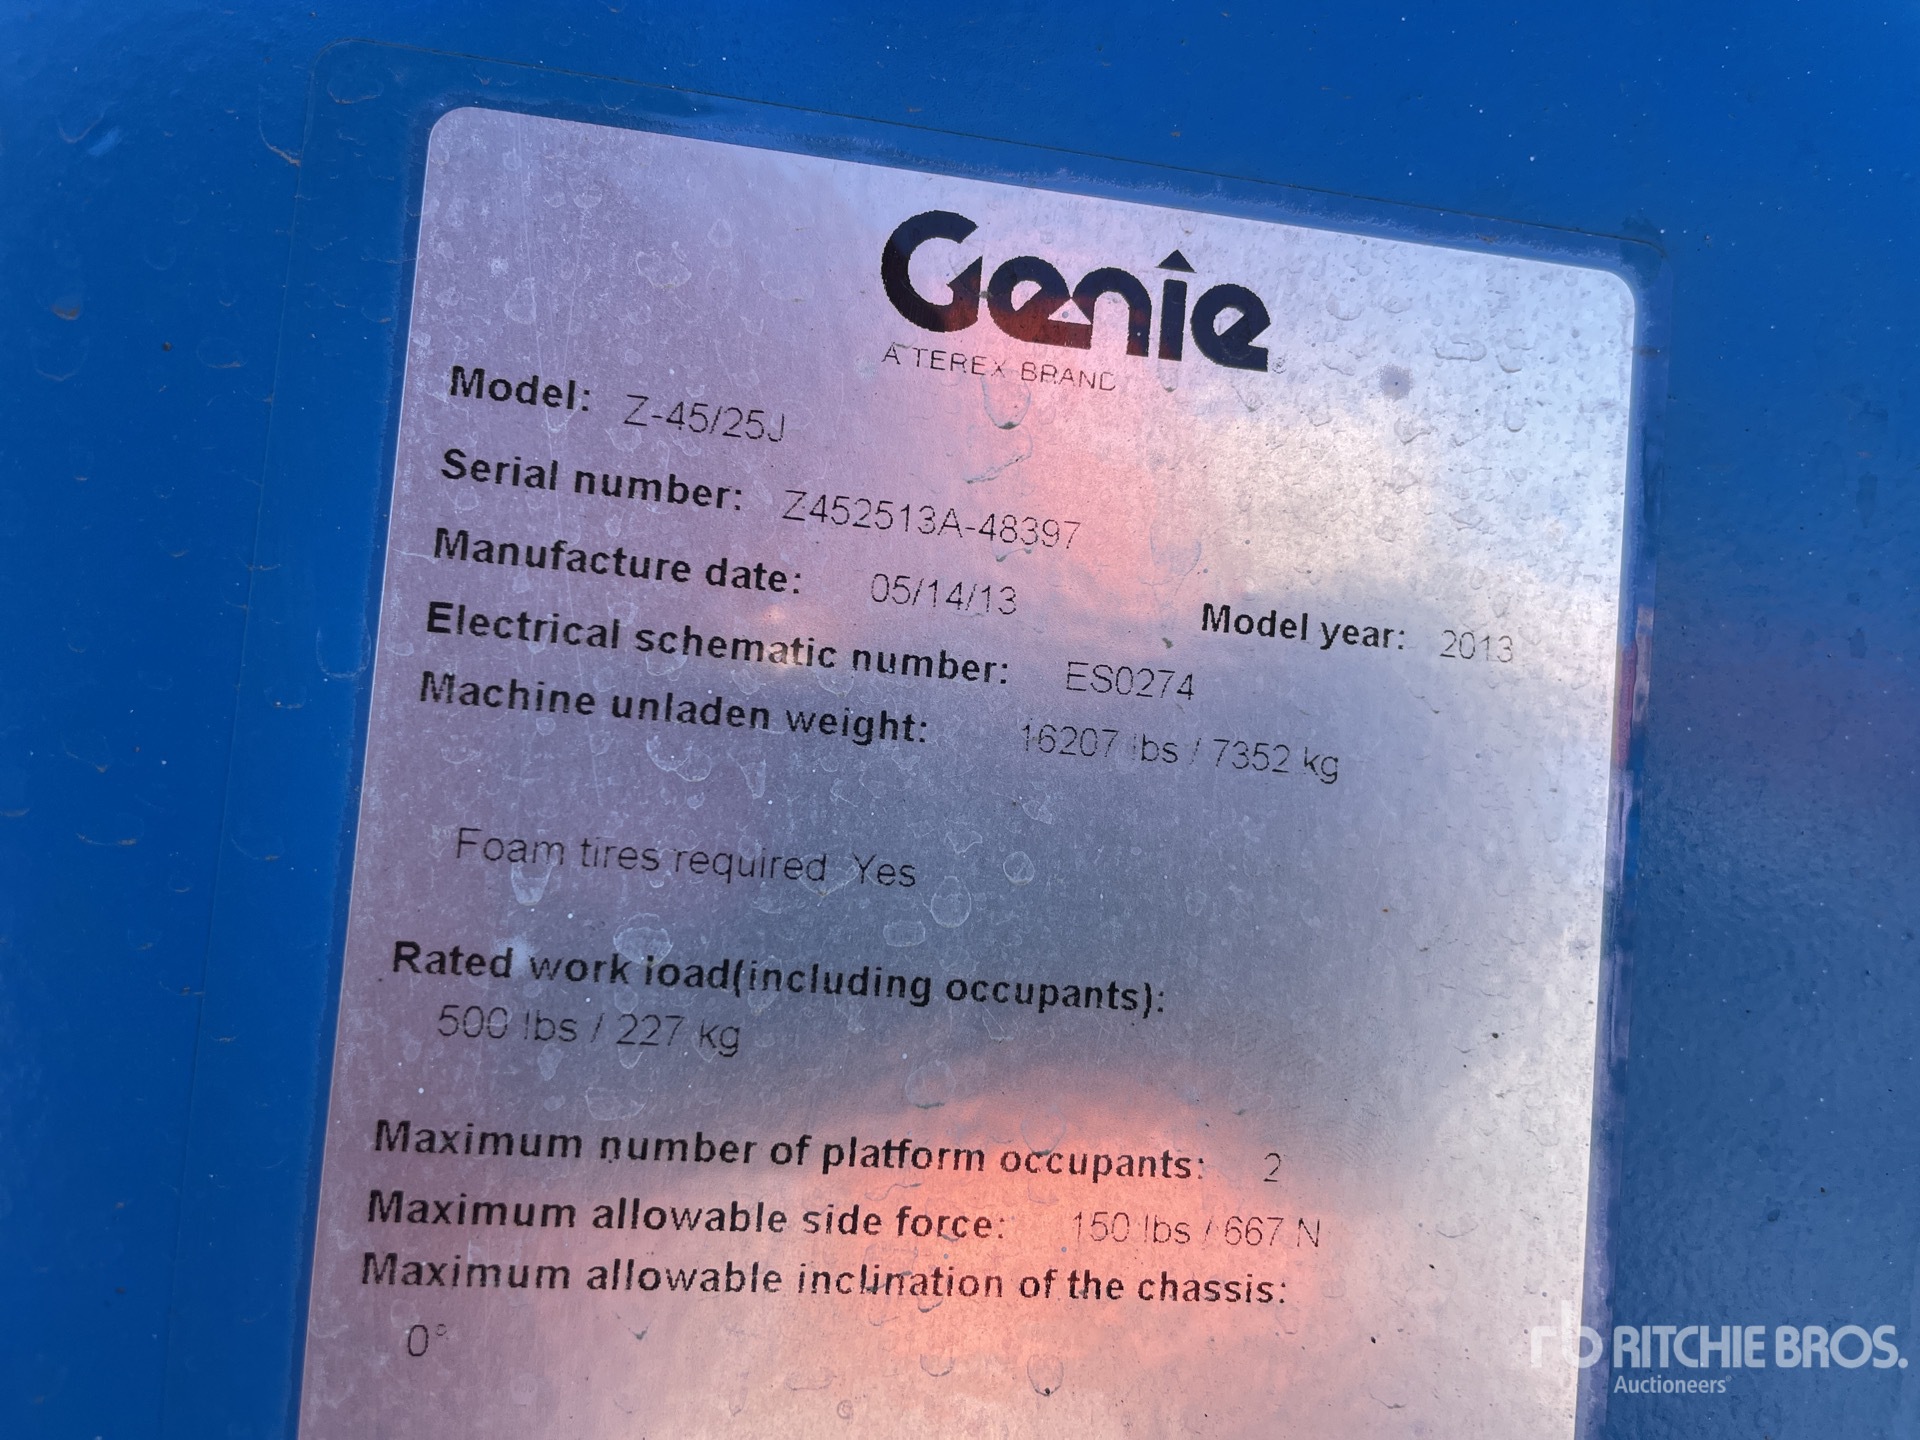 Genie
A TEREX BRAND
Model: Z-45/25J
Serial number: Z452513A-48397
Manufacture date: 05/14/13 Model year: 2013
Electrical schematic number: ES0274
Machine unladen weight: 16207 lbs / 7352 kg
Foam tires required Yes
Rated work load(including occupants):
500 lbs / 227 kg
Maximum number of platform occupants: 2
Maximum allowable side force: 150 lbs / 667 N
Maximum allowable inclination of the chassis:
0°
rb RITCHIE BROS.
Auctioneers